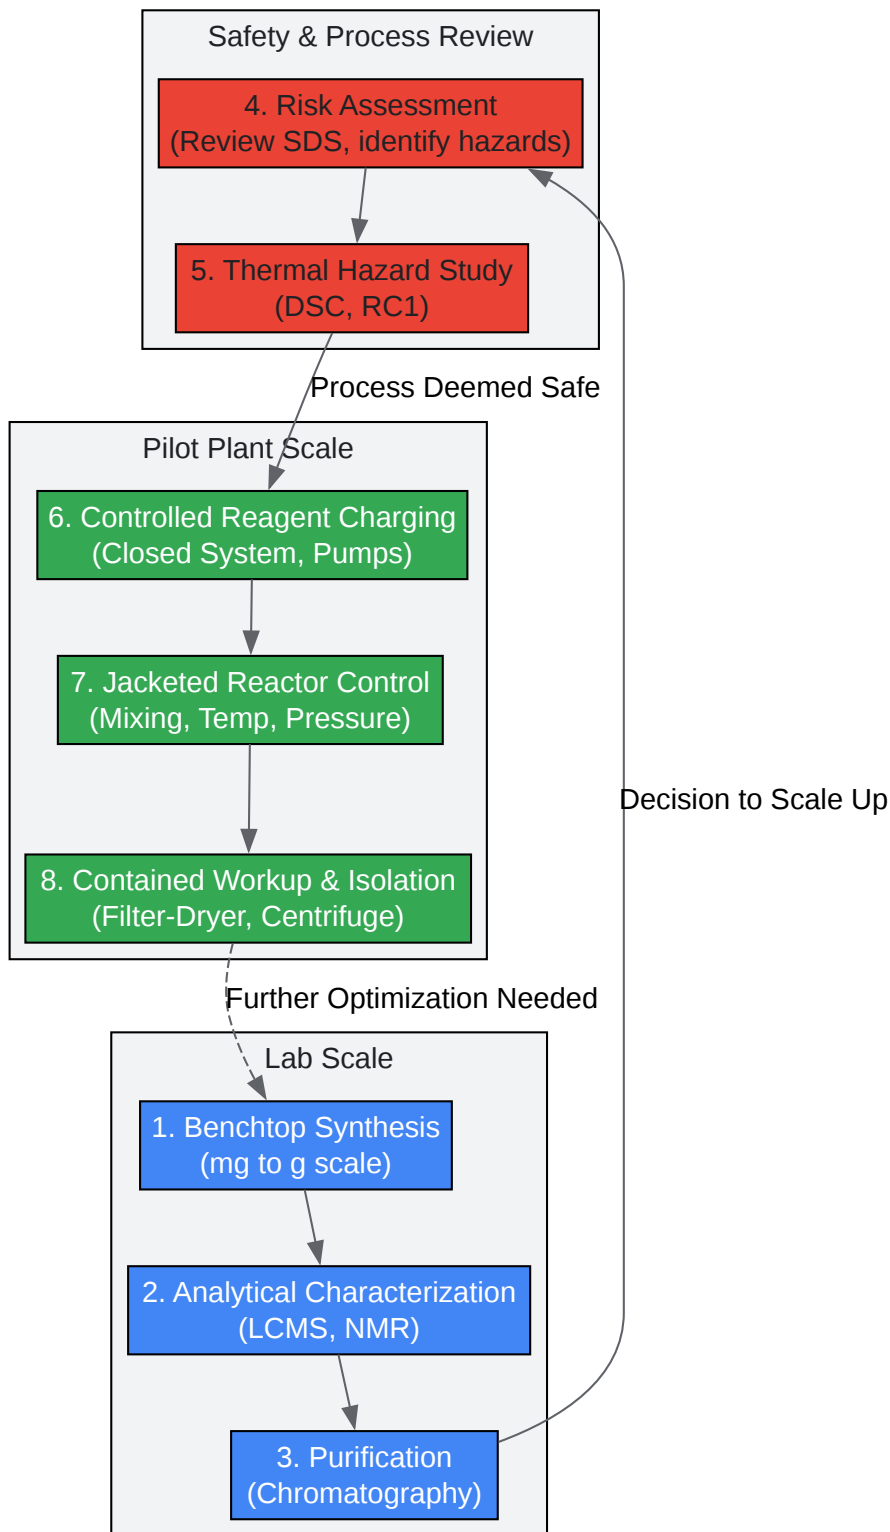 Safety & Process Review
4. Risk Assessment
(Review SDS, identify hazards)
5. Thermal Hazard Study
(DSC, RC1)
Process Deemed Safe
Pilot Plant Scale
6. Controlled Reagent Charging
(Closed System, Pumps)
7. Jacketed Reactor Control
(Mixing, Temp, Pressure)
Decision to Scale Up
8. Contained Workup & Isolation
(Filter-Dryer, Centrifuge)
Further Optimization Needed
Lab Scale
1. Benchtop Synthesis
(mg to g scale)
2. Analytical Characterization
(LCMS, NMR)
3. Purification
(Chromatography)